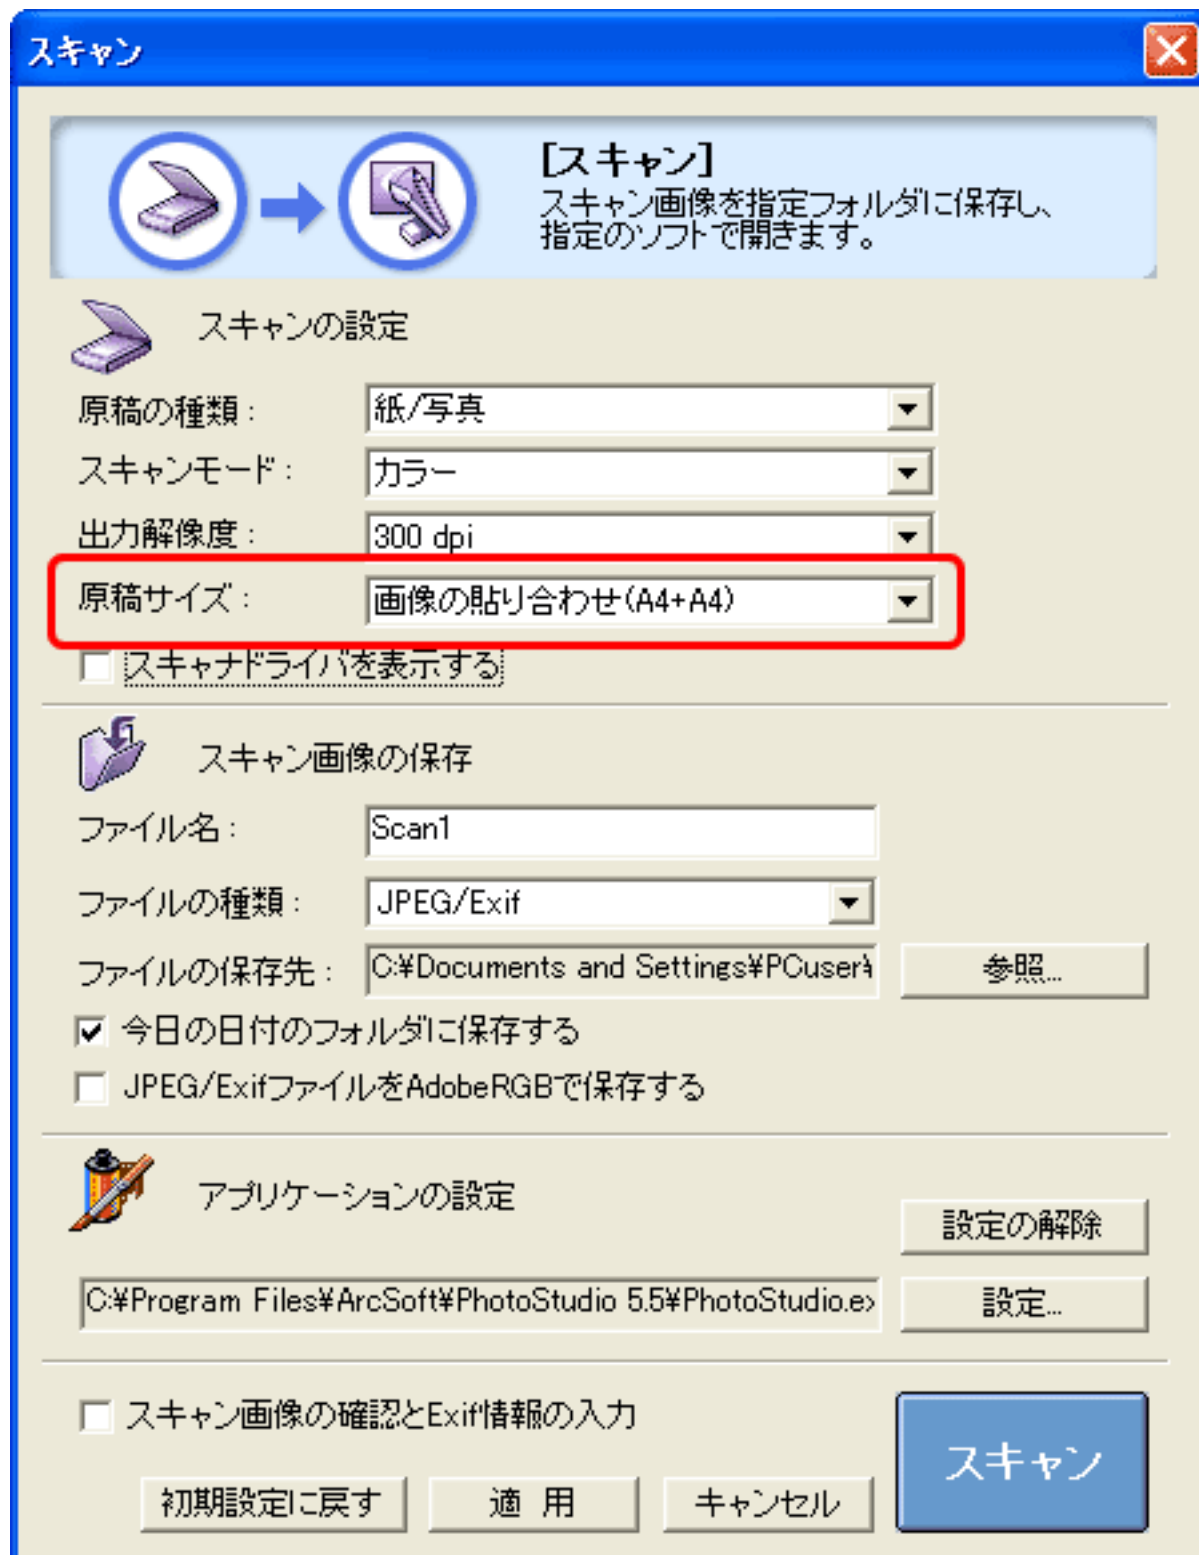 スキャン
[スキャン]
スキャン画像を指定フォルダに保存し、
指定のソフトで開きます。
スキャンの設定
原稿の種類： 紙/写真
スキャンモード： カラー
出力解像度： 300 dpi
原稿サイズ： 画像の貼り合わせ(A4+A4)
スキャナドライバを表示する
スキャン画像の保存
ファイル名： Scan1
ファイルの種類： JPEG/Exif
ファイルの保存先： C:¥Documents and Settings¥PCuser¥ 参照...
今日の日付のフォルダに保存する
JPEG/ExifファイルをAdobeRGBで保存する
アプリケーションの設定
設定の解除
C:¥Program Files¥ArcSoft¥PhotoStudio 5.5¥PhotoStudio.ex 設定...
スキャン画像の確認とExif情報の入力
スキャン
初期設定に戻す 適 用 キャンセル